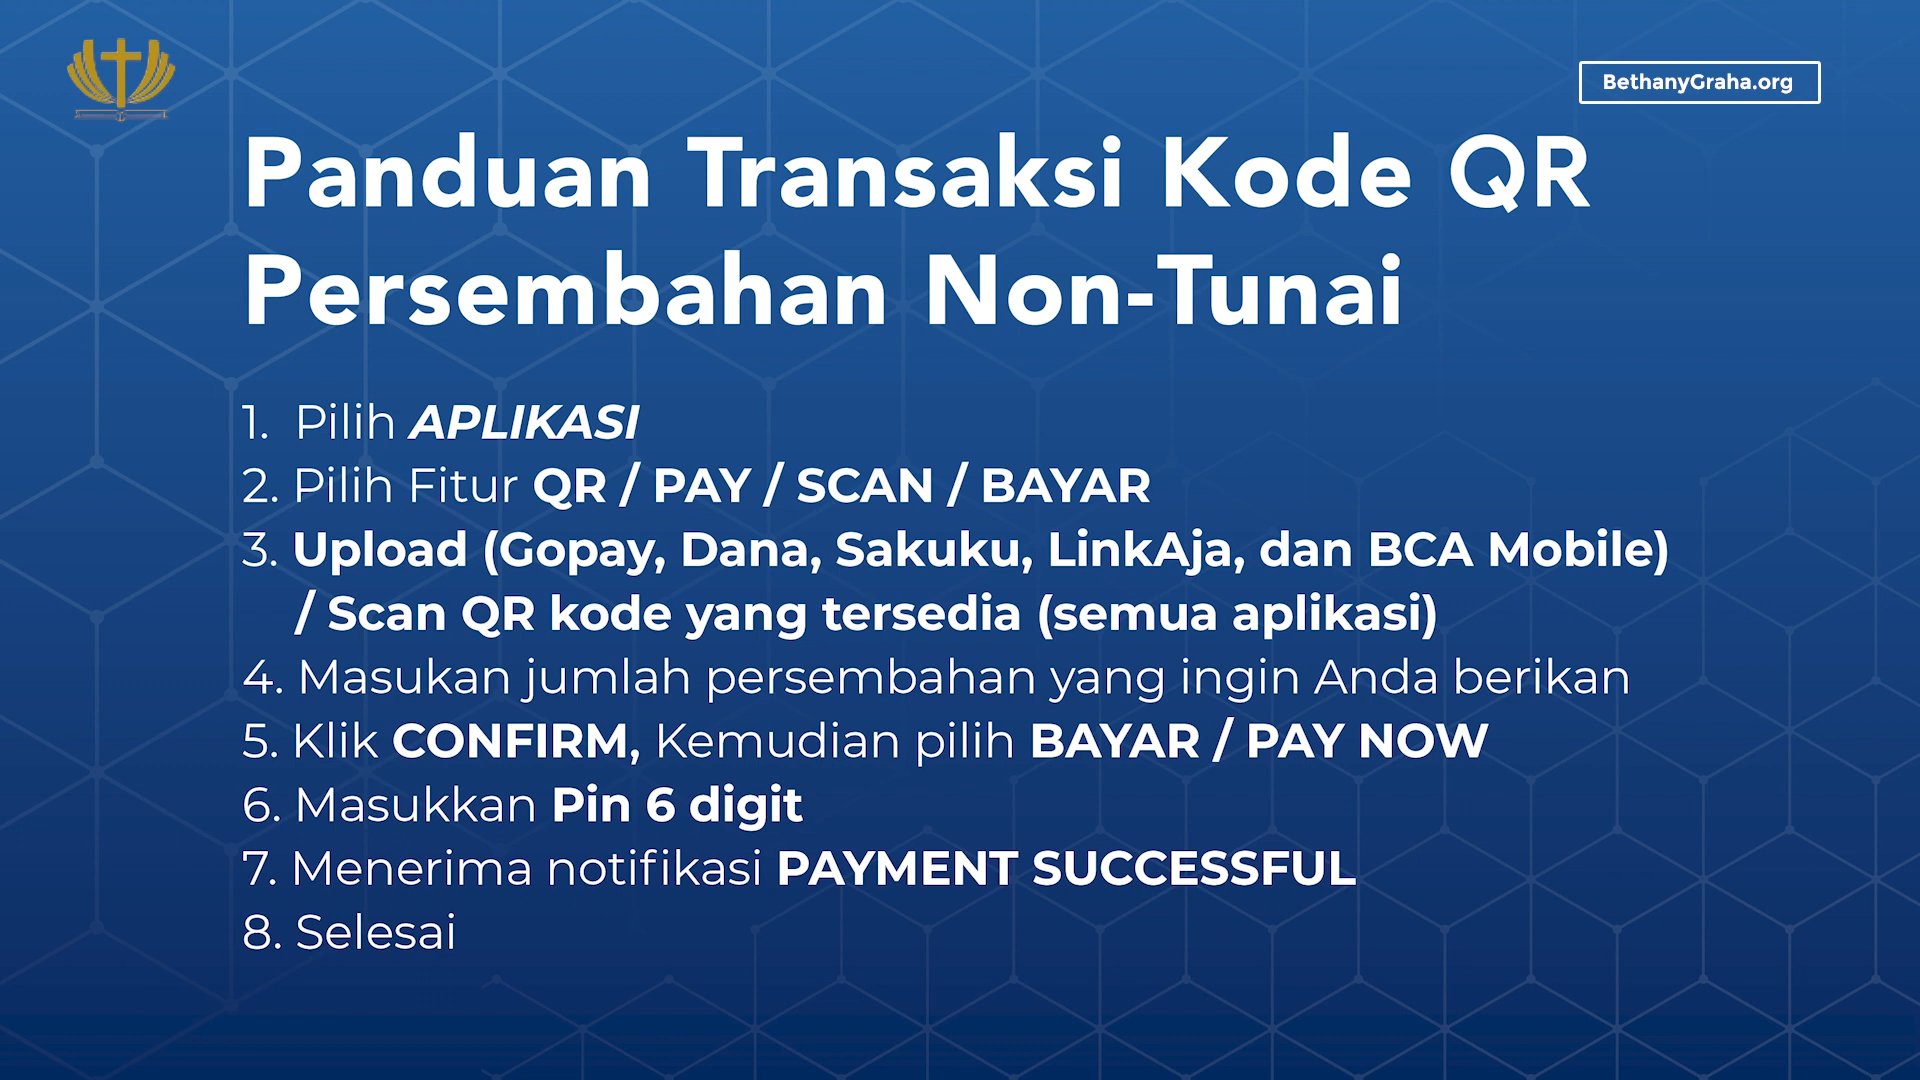 BethanyGraha.org
Panduan Transaksi Kode QR
Persembahan Non-Tunai
1. Pilih APLIKASI
2. Pilih Fitur QR / PAY / SCAN / BAYAR
3. Upload (Gopay, Dana, Sakuku, LinkAja, dan BCA Mobile)
/ Scan QR kode yang tersedia (semua aplikasi)
4. Masukan jumlah persembahan yang ingin Anda berikan
5. Klik CONFIRM, Kemudian pilih BAYAR / PAY NOW
6. Masukkan Pin 6 digit
7. Menerima notifikasi PAYMENT SUCCESSFUL
8. Selesai